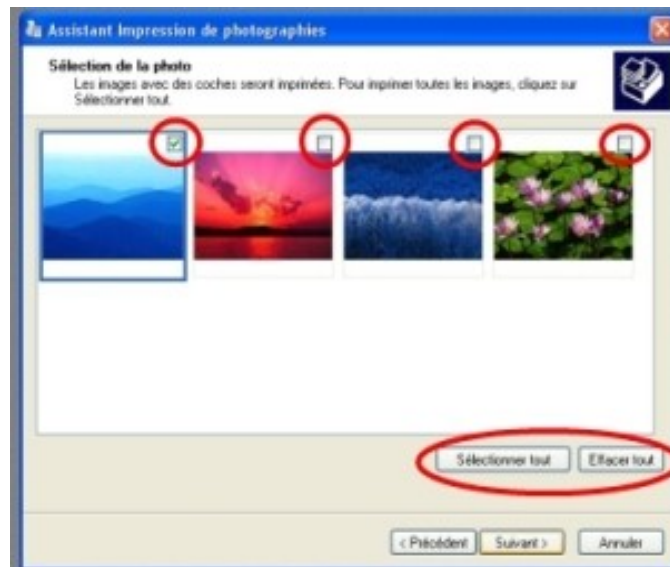 Assistant Impression de photographies
Sélection de la photo
Les images avec des coches seront imprimées. Pour imprimer toutes les images, cliquez sur
Sélectionner tout.
Sélectionner tout
Effacer tout
< Précédent
Suivant >
Annuler